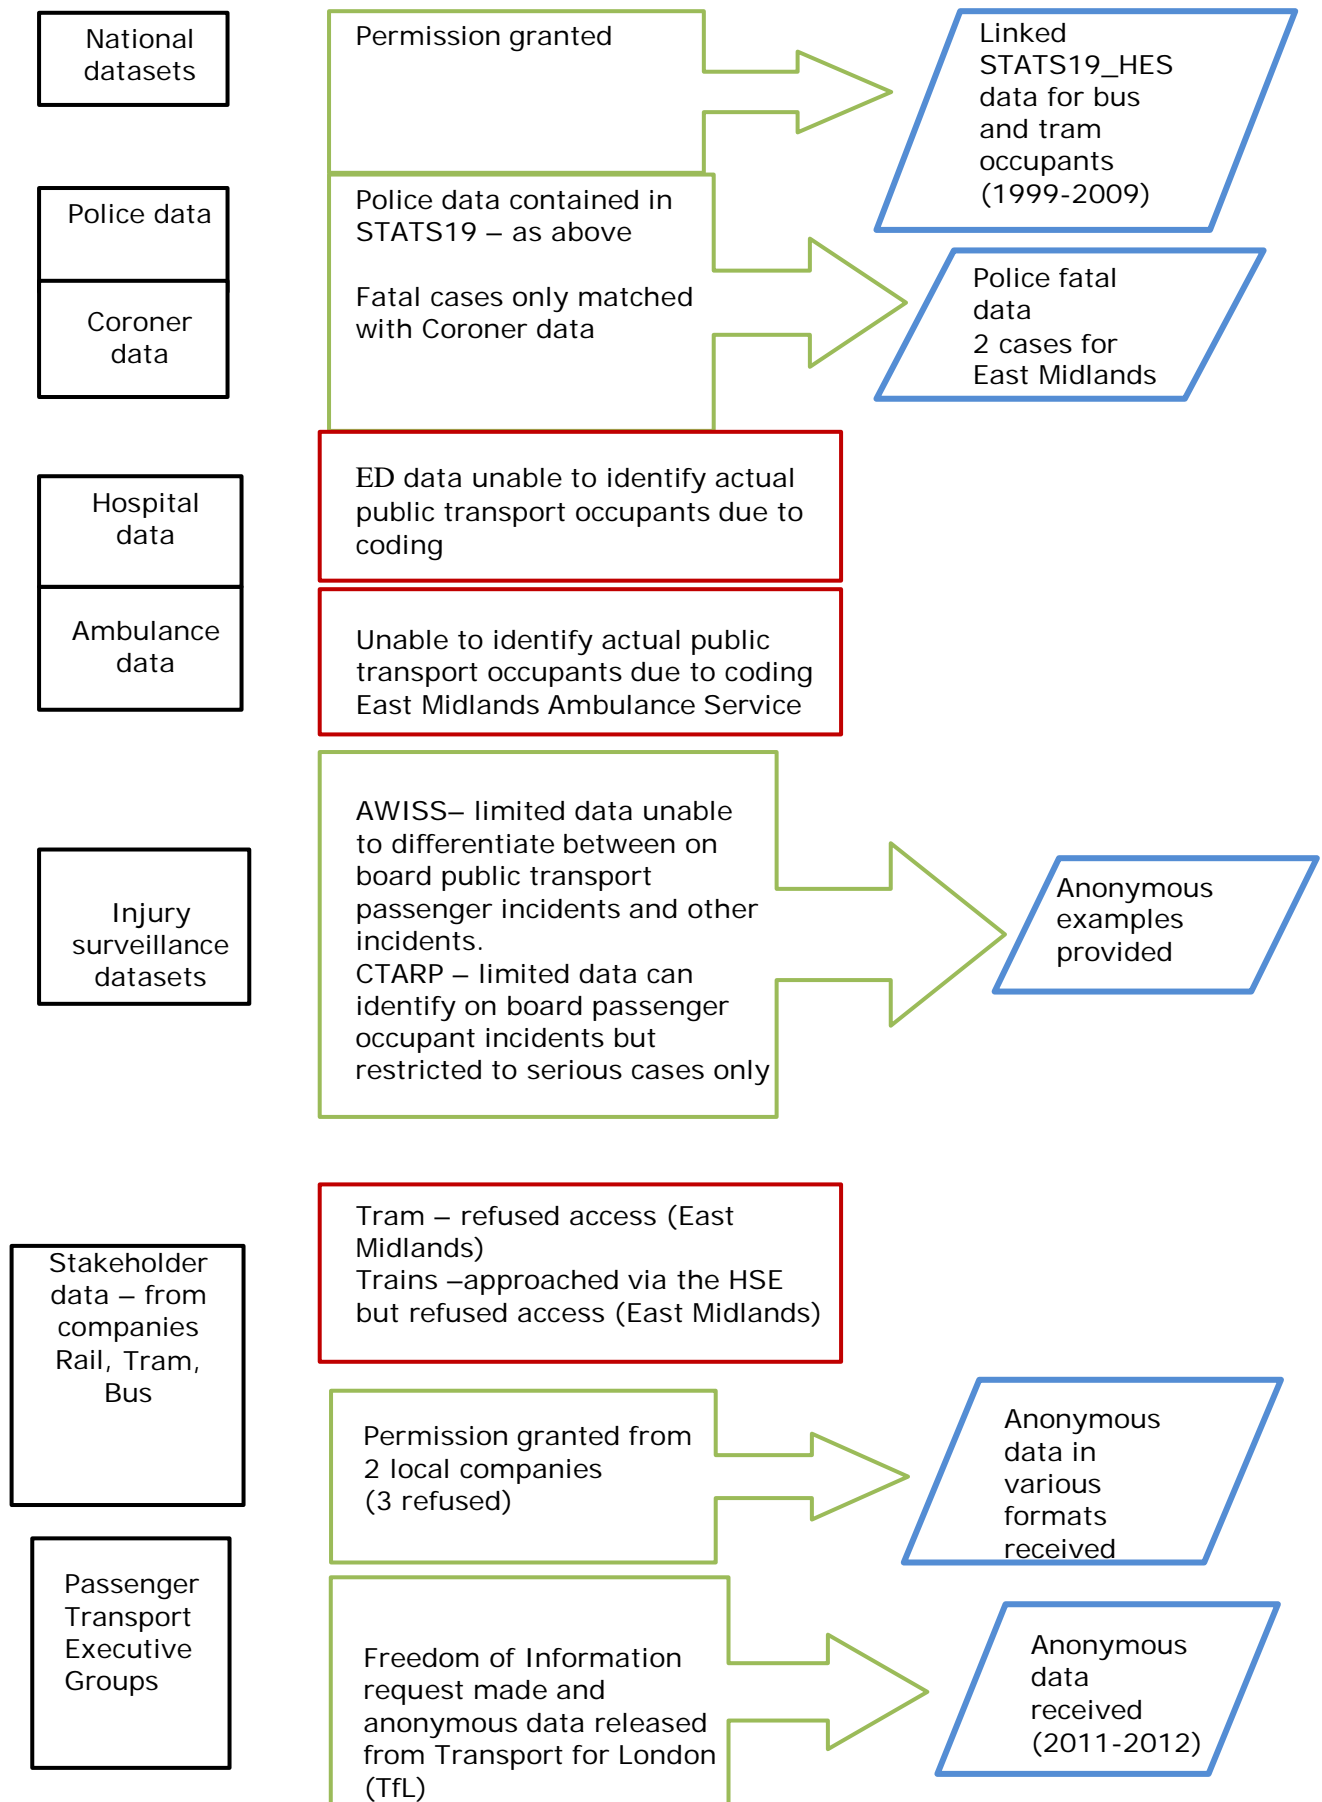 National
datasets
Permission granted
Linked
STATS19_HES
data for bus
and tram
occupants
(1999-2009)
Police data
Coroner
data
Police data contained in
STATS19 – as above
Fatal cases only matched
with Coroner data
Police fatal
data
2 cases for
East Midlands
Hospital
data
ED data unable to identify actual
public transport occupants due to
coding
Ambulance
data
Unable to identify actual public
transport occupants due to coding
East Midlands Ambulance Service
Injury
surveillance
datasets
AWISS– limited data unable
to differentiate between on
board public transport
passenger incidents and other
incidents.
CTARP – limited data can
identify on board passenger
occupant incidents but
restricted to serious cases only
Anonymous
examples
provided
Stakeholder
data – from
companies
Rail, Tram,
Bus
Tram – refused access (East
Midlands)
Trains –approached via the HSE
but refused access (East Midlands)
Permission granted from
2 local companies
(3 refused)
Anonymous
data in
various
formats
received
Passenger
Transport
Executive
Groups
Freedom of Information
request made and
anonymous data released
from Transport for London
(TfL)
Anonymous
data
received
(2011-2012)